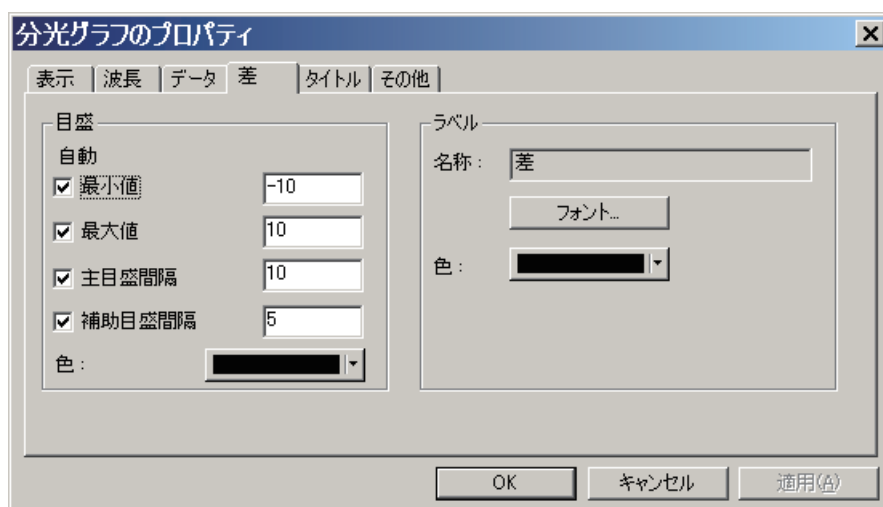 分光グラフのプロパティ
表示 波長 データ 差 タイトル その他
目盛
自動
最小値 -10
最大値 10
主目盛間隔 10
補助目盛間隔 5
色：
ラベル
名称： 差
フォント...
色：
OK キャンセル 適用(A)